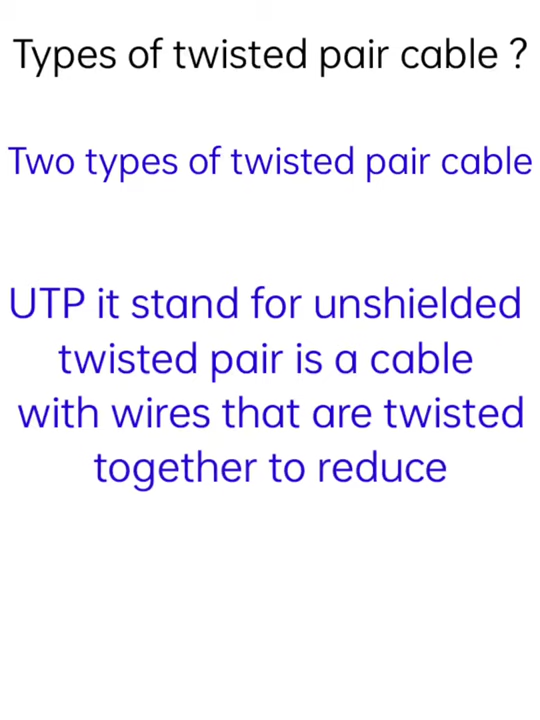 Types of twisted pair cable ?
Two types of twisted pair cable
UTP it stand for unshielded
twisted pair is a cable
with wires that are twisted
together to reduce